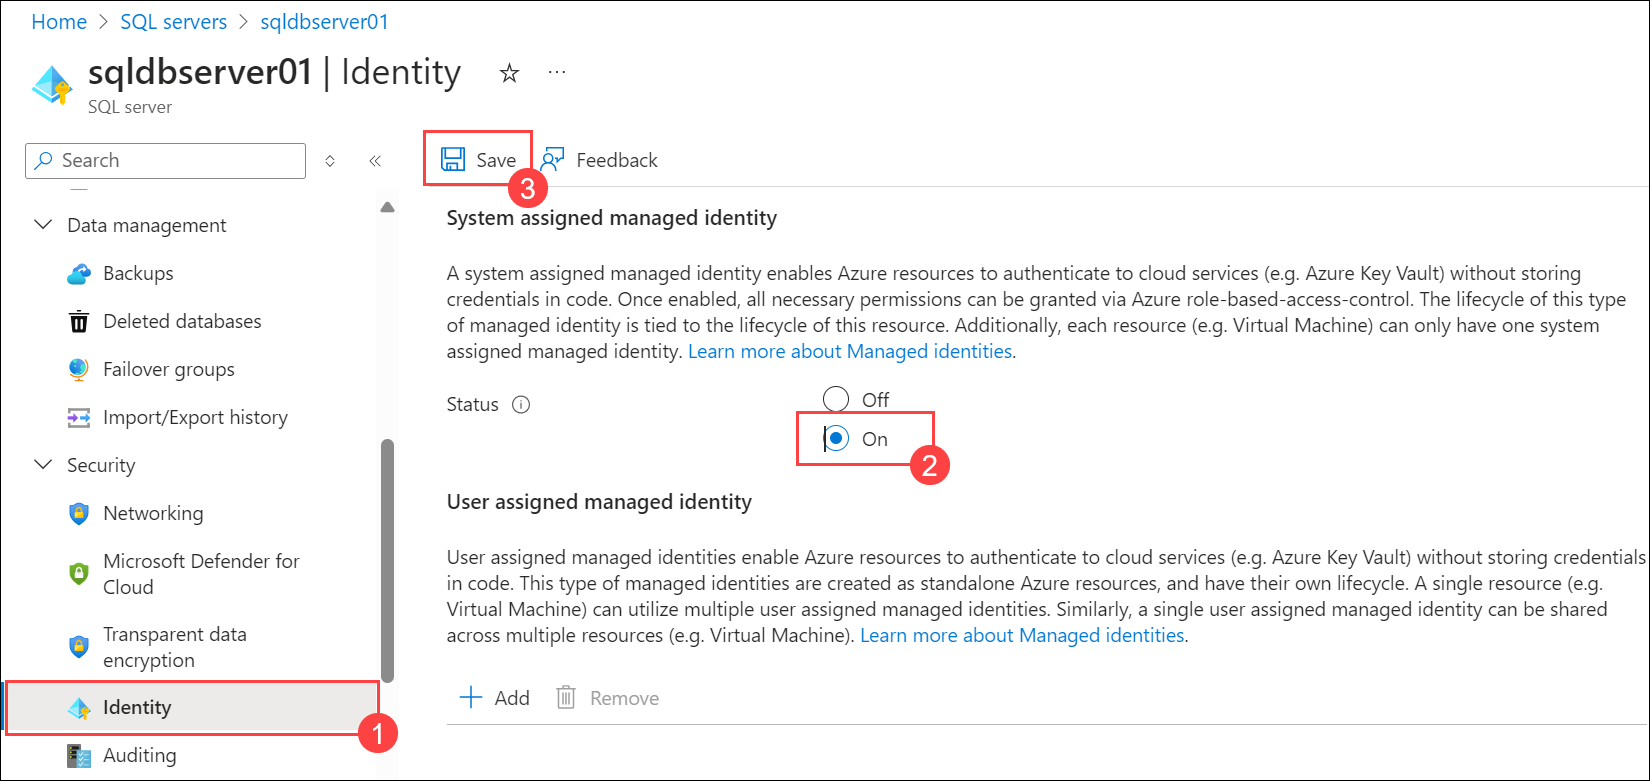 Home > SQL servers > sqldbserver01
sqldbserver01 | Identity
SQL server
Search
Data management
Backups
Deleted databases
Failover groups
Import/Export history
Security
Networking
Microsoft Defender for
Cloud
Transparent data
encryption
Identity
1
Auditing
Save
3
Feedback
System assigned managed identity
A system assigned managed identity enables Azure resources to authenticate to cloud services (e.g. Azure Key Vault) without storing
credentials in code. Once enabled, all necessary permissions can be granted via Azure role-based-access-control. The lifecycle of this type
of managed identity is tied to the lifecycle of this resource. Additionally, each resource (e.g. Virtual Machine) can only have one system
assigned managed identity. Learn more about Managed identities.
Status
Off
On
2
User assigned managed identity
User assigned managed identities enable Azure resources to authenticate to cloud services (e.g. Azure Key Vault) without storing credentials
in code. This type of managed identities are created as standalone Azure resources, and have their own lifecycle. A single resource (e.g.
Virtual Machine) can utilize multiple user assigned managed identities. Similarly, a single user assigned managed identity can be shared
across multiple resources (e.g. Virtual Machine). Learn more about Managed identities.
Add
Remove